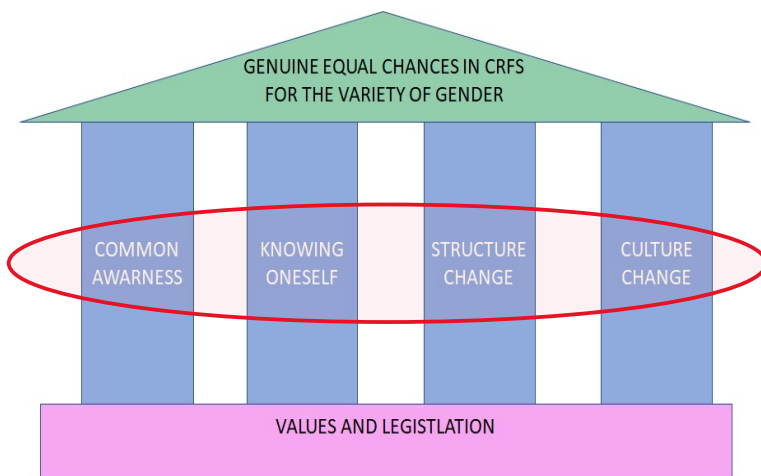 GENUINE EQUAL CHANCES IN CRFS
FOR THE VARIETY OF GENDER
COMMON
AWARNESS
KNOWING
ONESELF
STRUCTURE
CHANGE
CULTURE
CHANGE
VALUES AND LEGISTLATION